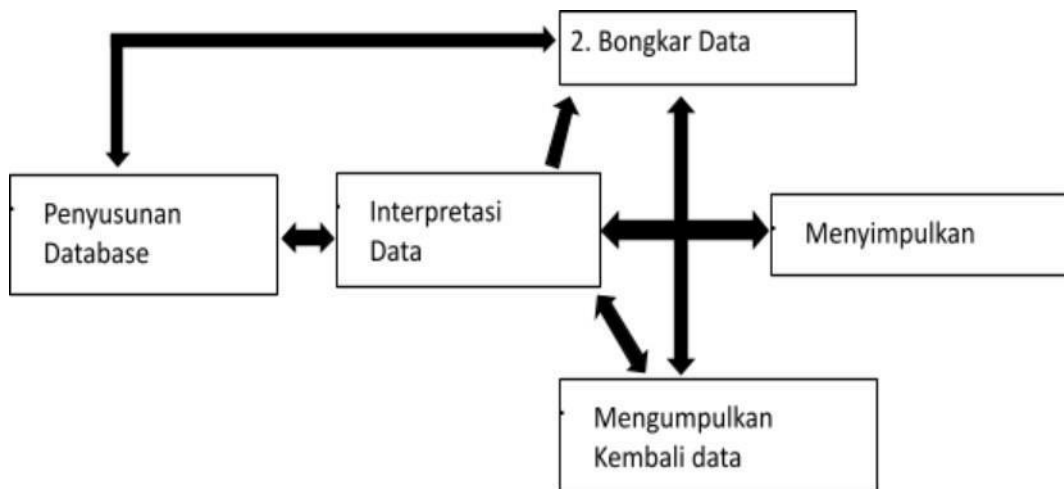 2. Bongkar Data
Penyusunan
Database
Interpretasi
Data
Menyimpulkan
Mengumpulkan
Kembali data